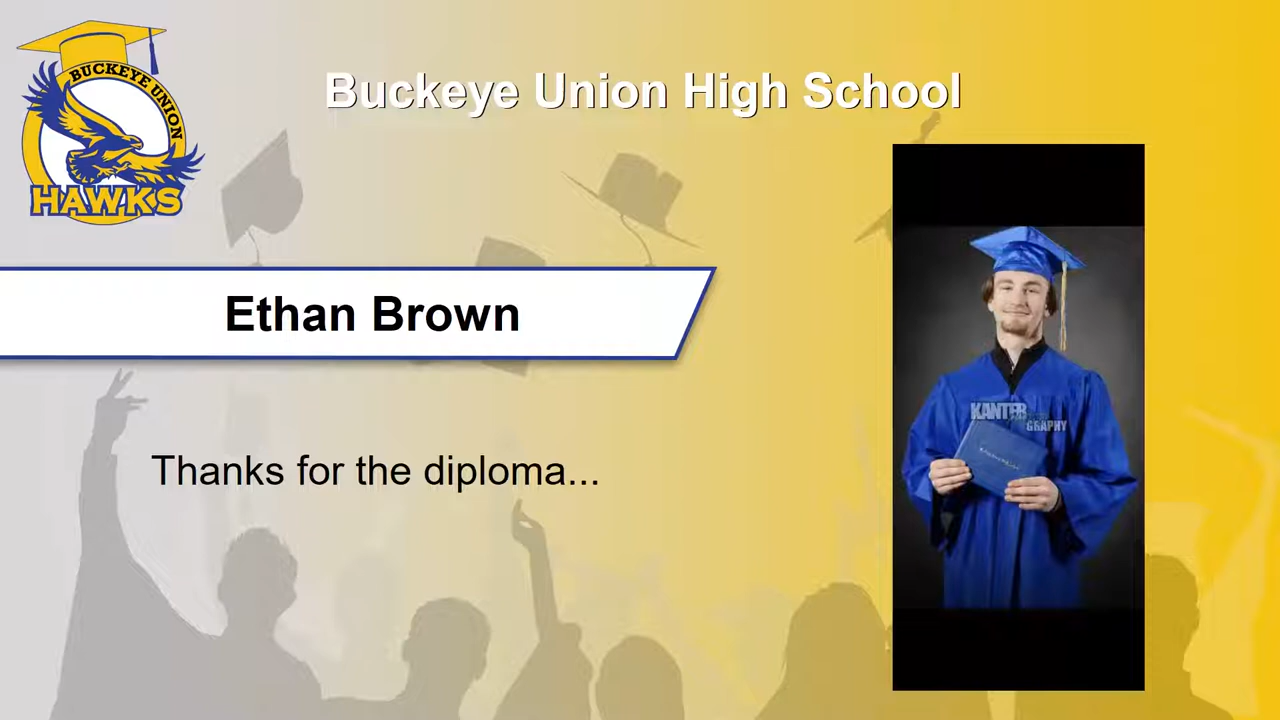 BUCKEYE UNION
HAWKS
Buckeye Union High School
Ethan Brown
Thanks for the diploma...
KANTER
GRAPHY